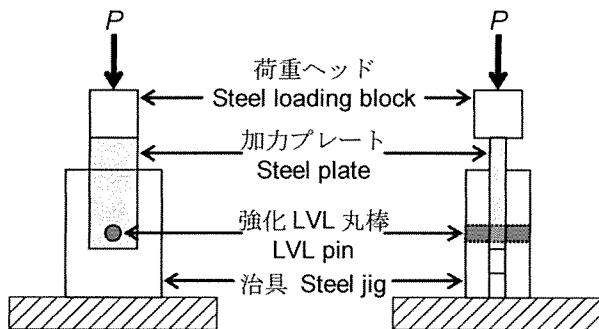 P
P
荷重ヘッド
Steel loading block
加力プレート
Steel plate
強化 LVL 丸棒
LVL pin
治具 Steel jig